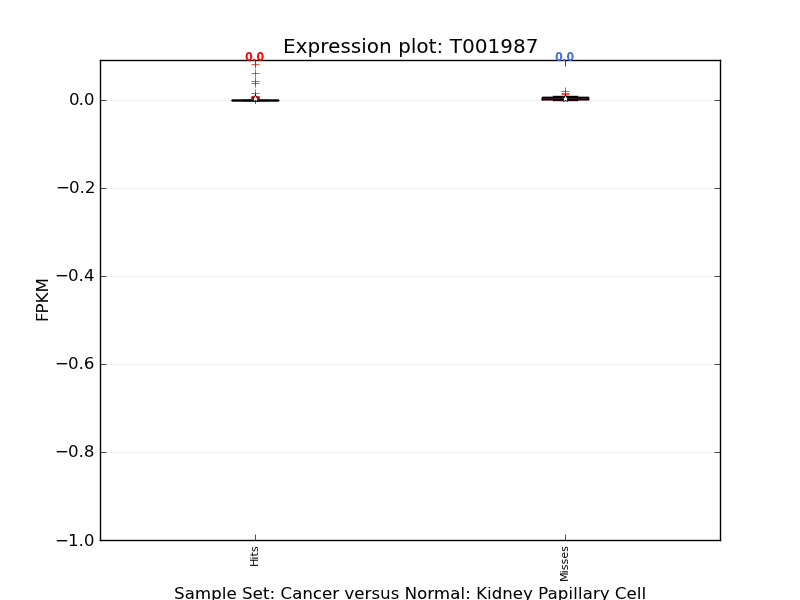 Expression plot: T001987
0.0 0.0
0.0
−0.2
−0.4
−0.6
−0.8
−1.0
FPKM
Hits
Misses
Sample Set: Cancer versus Normal: Kidney Papillary Cell